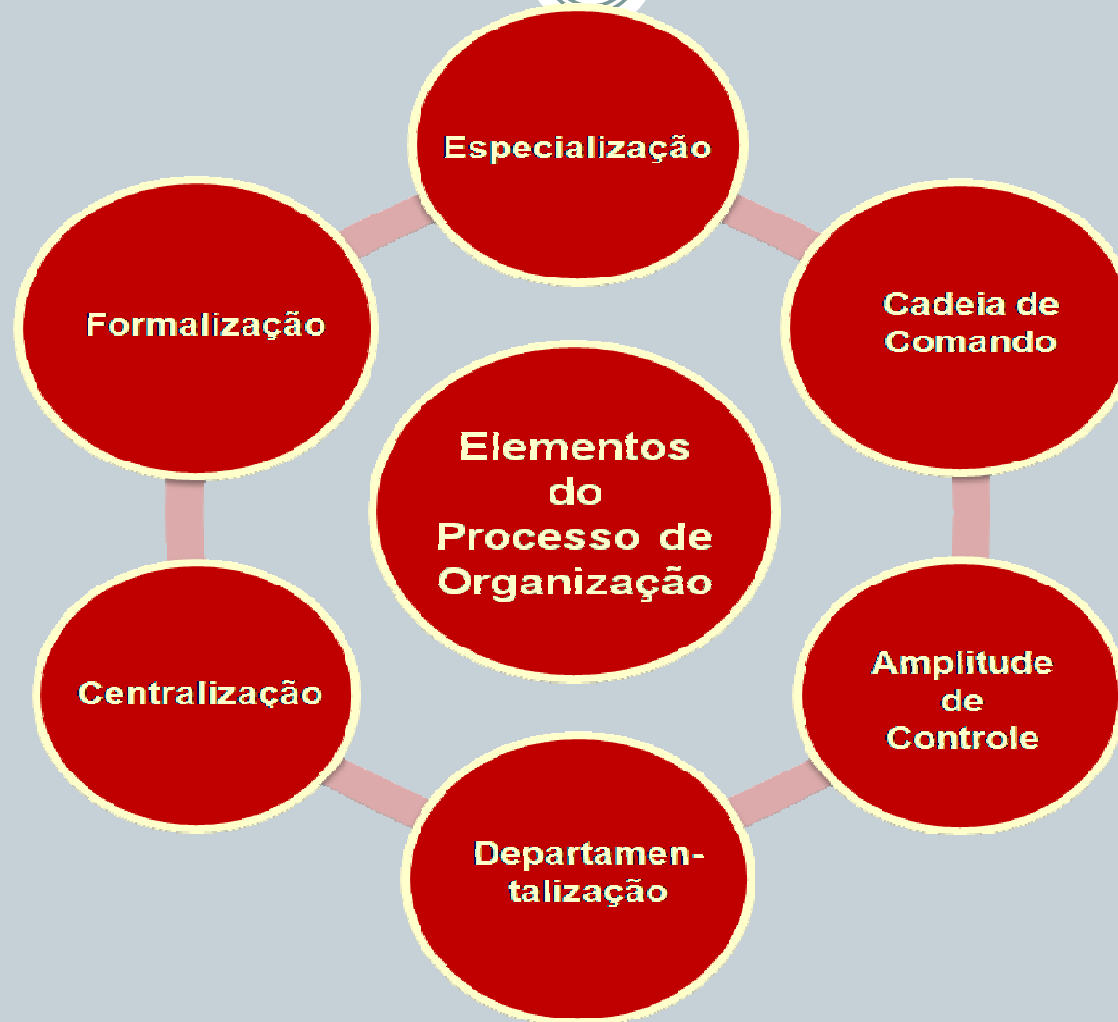 Especialização
Cadeia de
Comando
Amplitude
de
Controle
Departamen-
talização
Centralização
Formalização
Elementos
do
Processo de
Organização